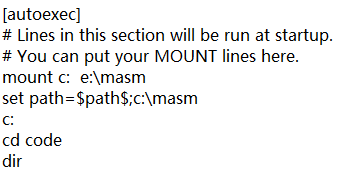 [autoexec]
# Lines in this section will be run at startup.
# You can put your MOUNT lines here.
mount c:  e:\masm
set path=$path$;c:\masm
c:
cd code
dir